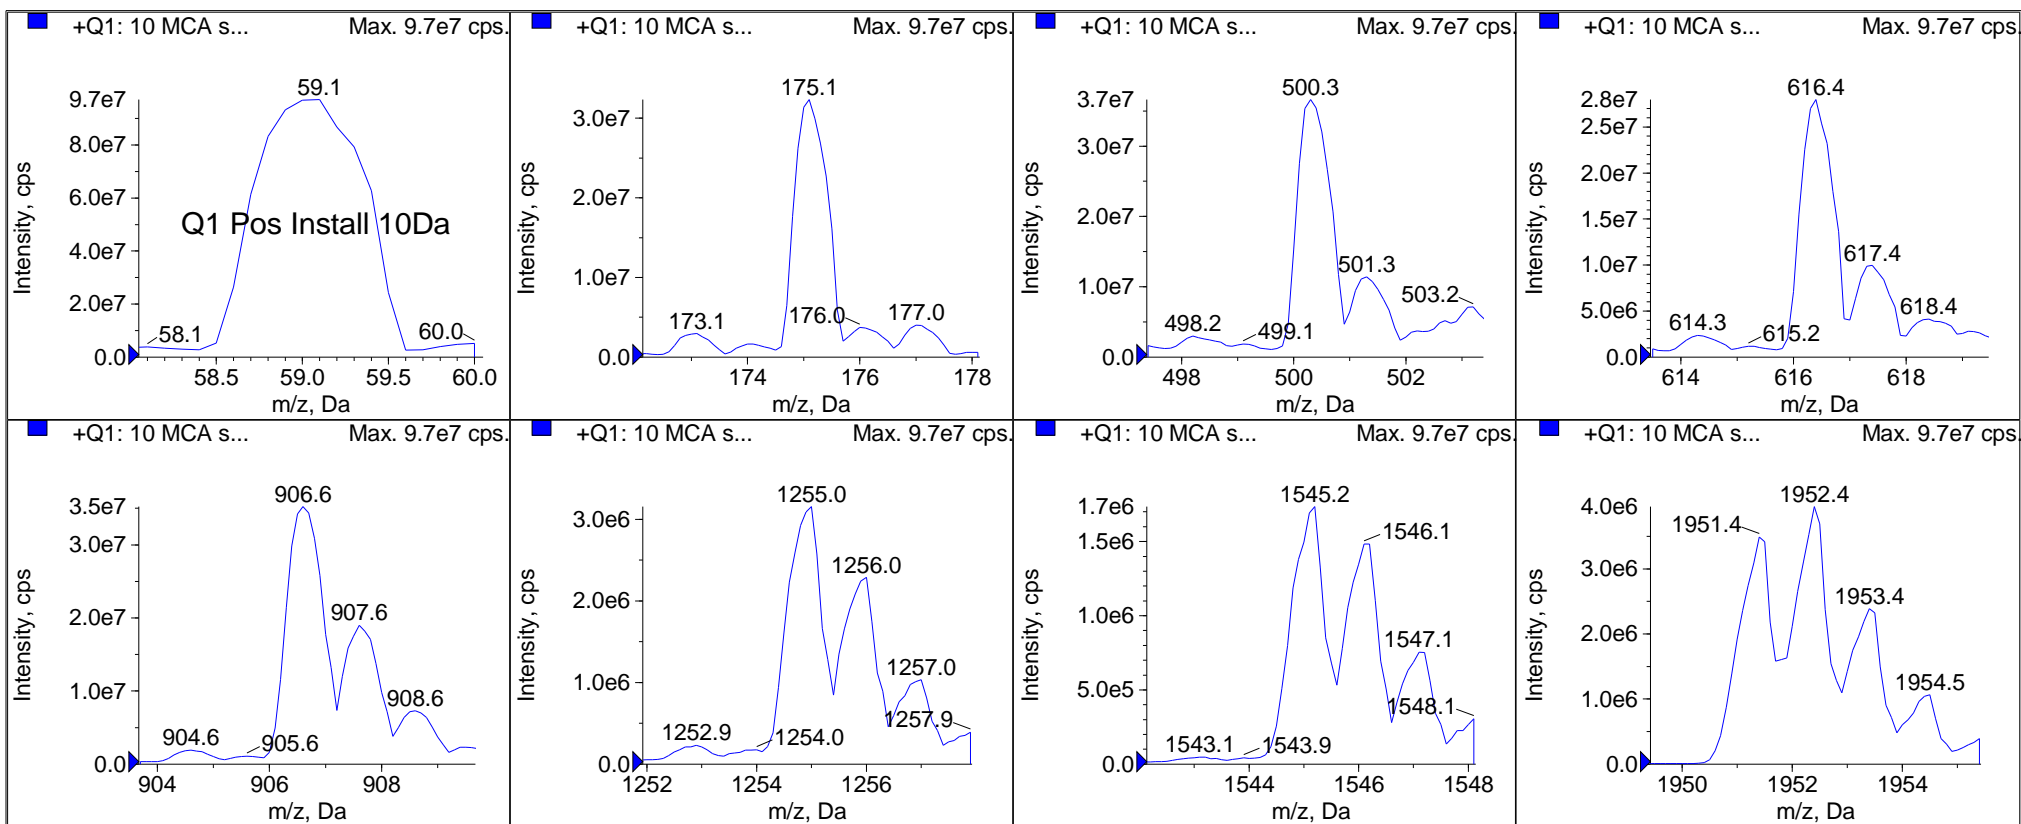 +Q1: 10 MCA s... Max. 9.7e7 cps.
59.1
9.7e7
8.0e7
6.0e7
Q1 Pos Install 10Da
4.0e7
2.0e7
58.1
60.0
0.0
58.5 59.0 59.5 60.0
m/z, Da
Intensity, cps
+Q1: 10 MCA s... Max. 9.7e7 cps.
175.1
3.0e7
2.0e7
1.0e7
173.1
176.0
177.0
0.0
174 176 178
m/z, Da
Intensity, cps
+Q1: 10 MCA s... Max. 9.7e7 cps.
500.3
3.7e7
3.0e7
2.0e7
501.3
1.0e7
503.2
498.2
499.1
0.0
498 500 502
m/z, Da
Intensity, cps
+Q1: 10 MCA s... Max. 9.7e7 cps.
616.4
2.8e7
2.5e7
2.0e7
1.5e7
617.4
1.0e7
5.0e6
618.4
614.3
615.2
0.0
614 616 618
m/z, Da
Intensity, cps
+Q1: 10 MCA s... Max. 9.7e7 cps.
906.6
3.5e7
3.0e7
907.6
2.0e7
1.0e7
908.6
904.6
905.6
0.0
904 906 908
m/z, Da
Intensity, cps
+Q1: 10 MCA s... Max. 9.7e7 cps.
1255.0
3.0e6
1256.0
2.0e6
1257.0
1.0e6
1257.9
1252.9
1254.0
0.0
1252 1254 1256
m/z, Da
Intensity, cps
+Q1: 10 MCA s... Max. 9.7e7 cps.
1545.2
1.7e6
1546.1
1.5e6
1547.1
1.0e6
5.0e5
1548.1
1543.1
1543.9
0.0
1544 1546 1548
m/z, Da
Intensity, cps
+Q1: 10 MCA s... Max. 9.7e7 cps.
1952.4
4.0e6
1951.4
3.0e6
1953.4
2.0e6
1954.5
1.0e6
0.0
1950 1952 1954
m/z, Da
Intensity, cps